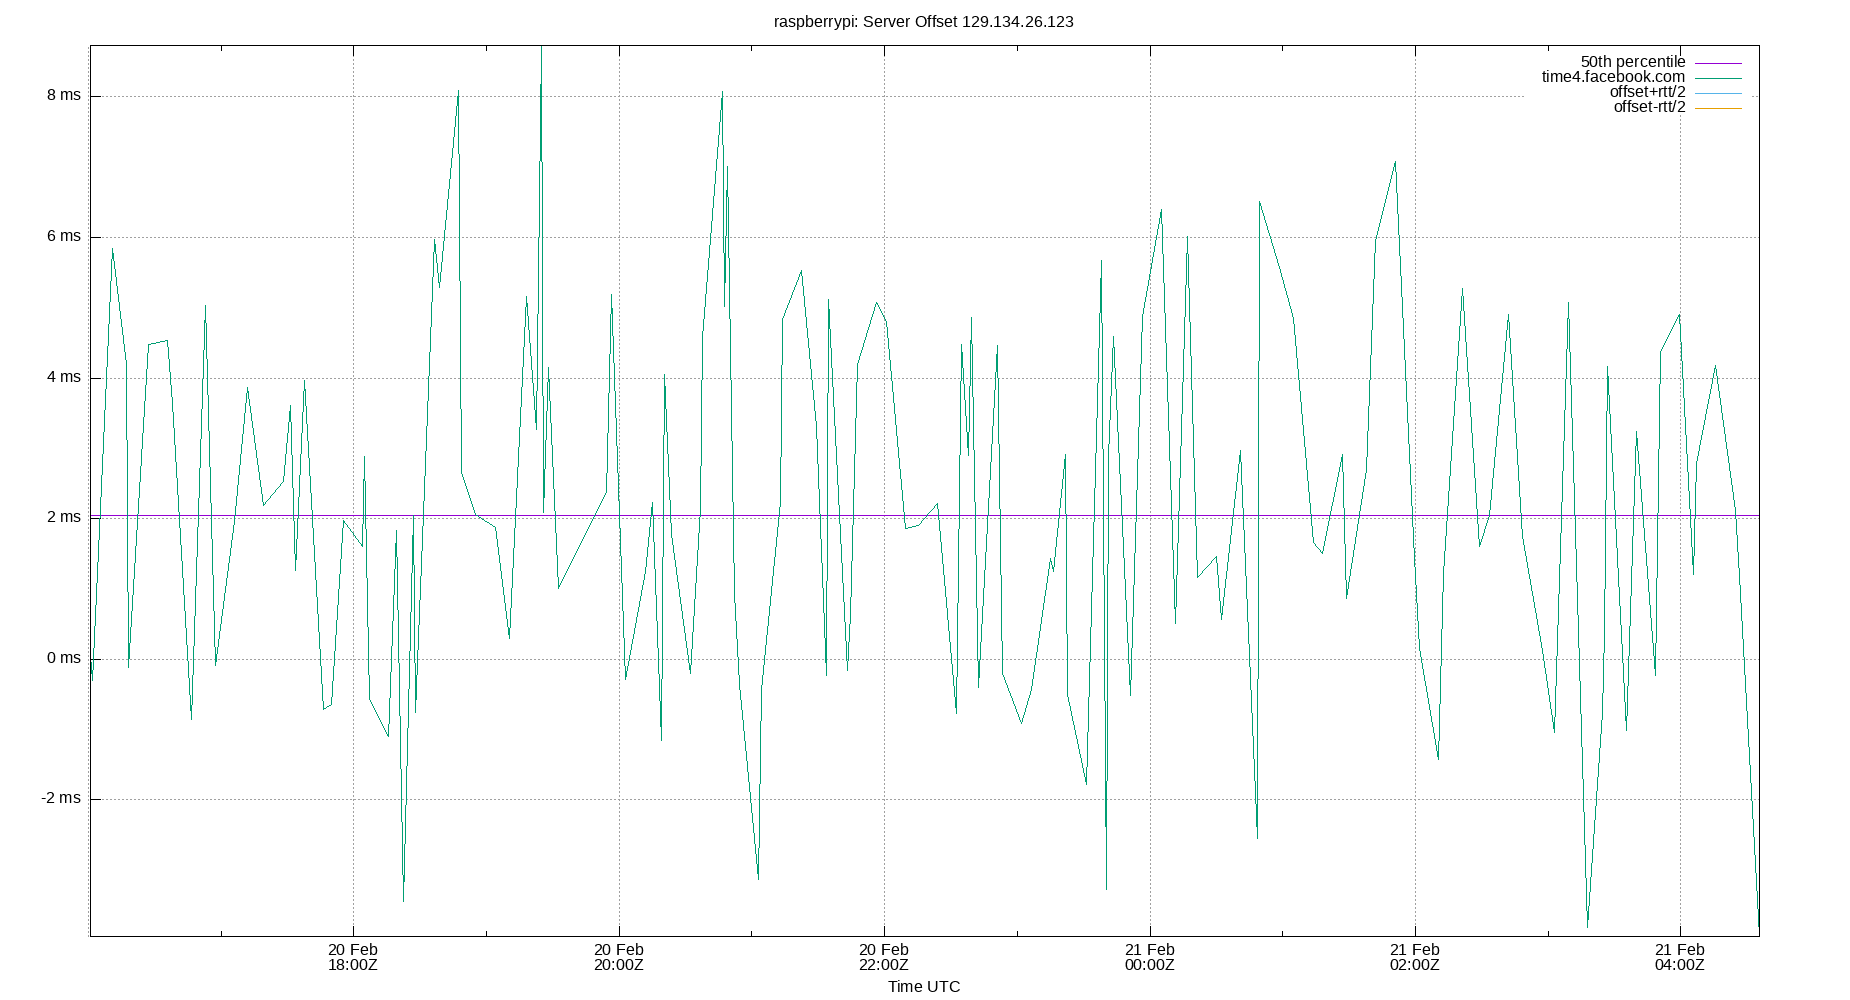 raspberrypi: Server Offset 129.134.26.123
50th percentile
time4.facebook.com
offset+rtt/2
offset-rtt/2
8 ms
6 ms
4 ms
2 ms
0 ms
-2 ms
20 Feb 20 Feb 20 Feb 21 Feb 21 Feb 21 Feb
18:00Z 20:00Z 22:00Z 00:00Z 02:00Z 04:00Z
Time UTC